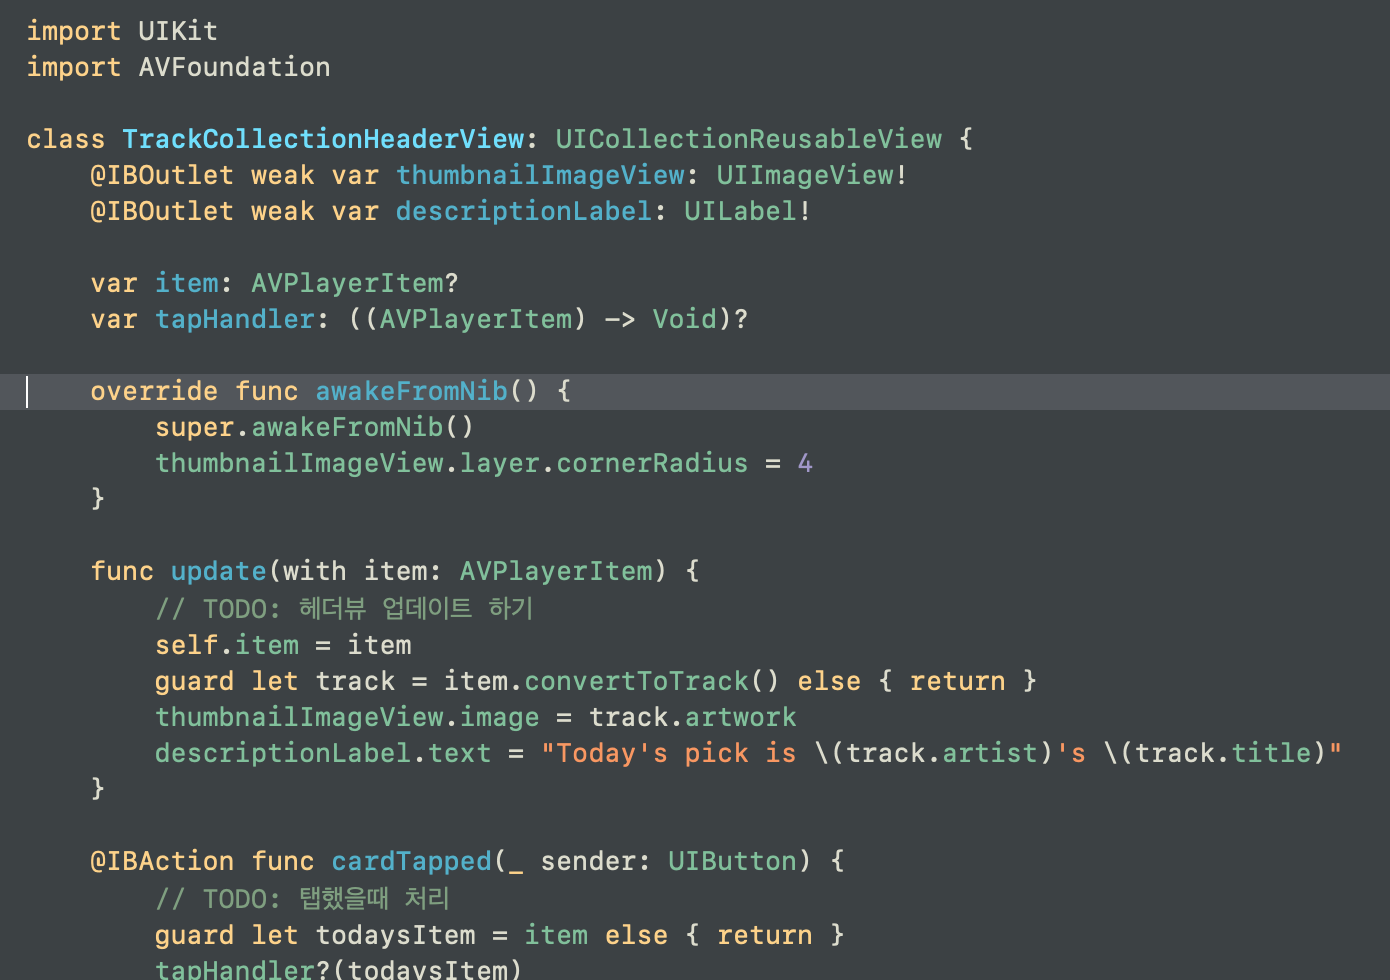 import UIKit
import AVFoundation
class TrackCollectionHeaderView: UICollectionReusableView {
@IBOutlet weak var thumbnailImageView: UIImageView!
@IBOutlet weak var descriptionLabel: UILabel!
var item: AVPlayerItem?
var tapHandler: ((AVPlayerItem) -> Void)?
override func awakeFromNib() {
super.awakeFromNib()
thumbnailImageView.layer.cornerRadius = 4
}
func update(with item: AVPlayerItem) {
// TODO: 헤더뷰 업데이트 하기
self.item = item
guard let track = item.convertToTrack() else { return }
thumbnailImageView.image = track.artwork
descriptionLabel.text = "Today's pick is \(track.artist)'s \(track.title)"
}
@IBAction func cardTapped(_ sender: UIButton) {
// TODO: 탭했을때 처리
guard let todaysItem = item else { return }
tapHandler?(todaysItem)